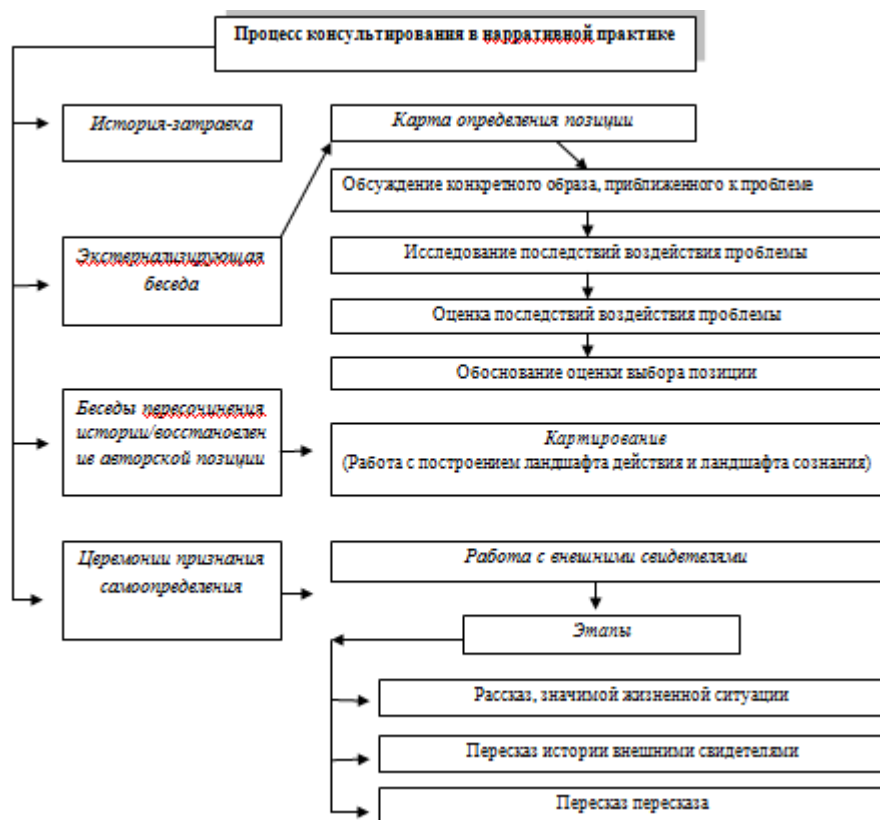 Процесс консультирования в нарративной практике
История-затравка
Карта определения позиции
Обсуждение конкретного образа, приближенного к проблеме
Экстернализирующая
беседа
Исследование последствий воздействия проблемы
Оценка последствий воздействия проблемы
Обоснование оценки выбора позиции
Беседы пересочинения
истории/восстановлен
ие авторской позиции
Картирование
(Работа с построением ландшафта действия и ландшафта сознания)
Церемонии признания
самоопределения
Работа с внешними свидетелями
Этапы
Рассказ, значимой жизненной ситуации
Пересказ истории внешними свидетелями
Пересказ пересказа